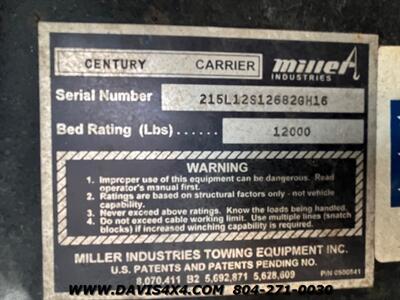 CENTURY CARRIER miller
INDUSTRIES
Serial Number 215L12S12682GH16
Bed Rating (Lbs) ...... 12000
WARNING
1. Improper use of this equipment can be dangerous. Read
operator's manual first.
2. Ratings are based on structural factors only - not vehicle
capability.
3. Never exceed above ratings. Know the loads being handled.
4. Do not exceed cable working limit. Use multiple lines (snatch
blocks) if increased winching capability is required.
MILLER INDUSTRIES TOWING EQUIPMENT INC.
U.S. PATENTS AND PATENTS PENDING NO.
8,070,411 B2 5,692,871 5,628,609
P/N 0500541
©DAVIS4X4.COM 804-271-0030